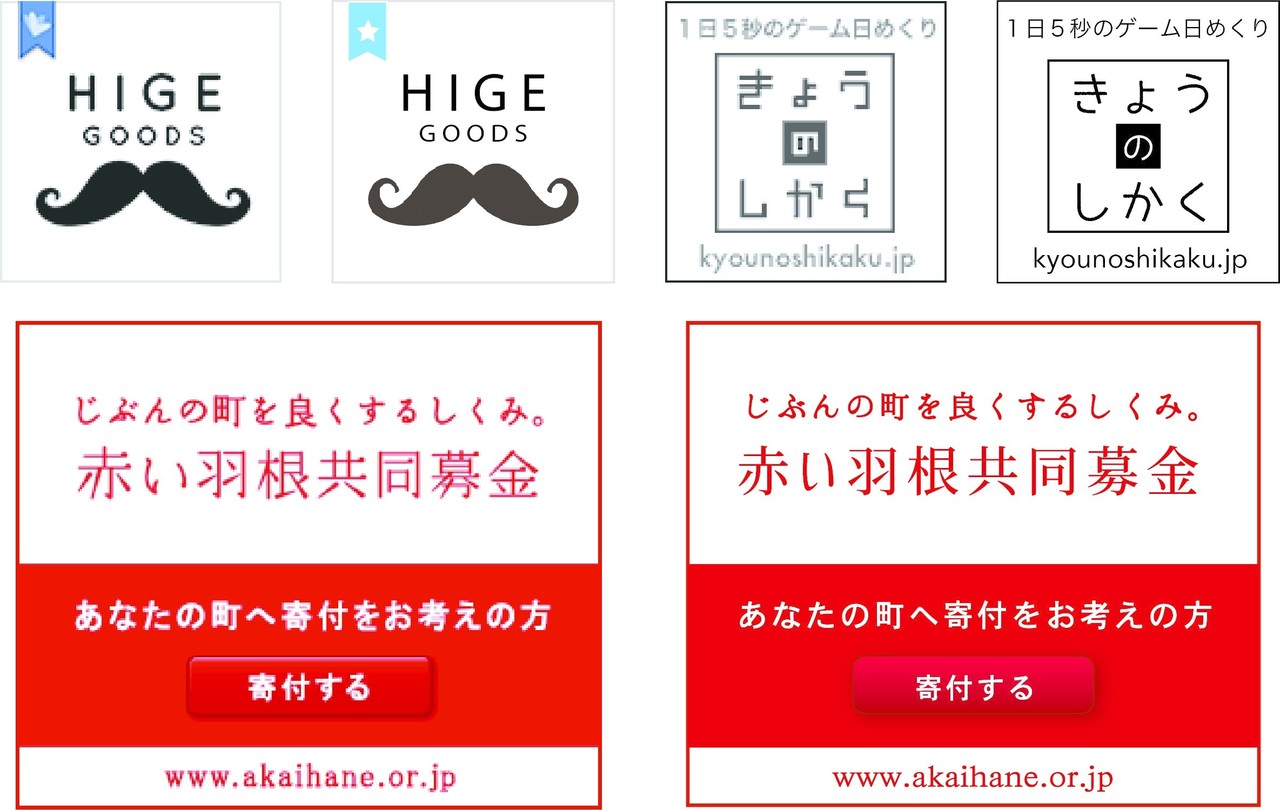 HIGE
GOODS
HIGE
GOODS
1日5秒のゲーム日めくり
きょう
の
しかく
kyounoshikaku.jp
1日5秒のゲーム日めくり
きょう
の
しかく
kyounoshikaku.jp
じぶんの町を良くするしくみ。
赤い羽根共同募金
あなたの町へ寄付をお考えの方
寄付する
www.akaihane.or.jp
じぶんの町を良くするしくみ。
赤い羽根共同募金
あなたの町へ寄付をお考えの方
寄付する
www.akaihane.or.jp